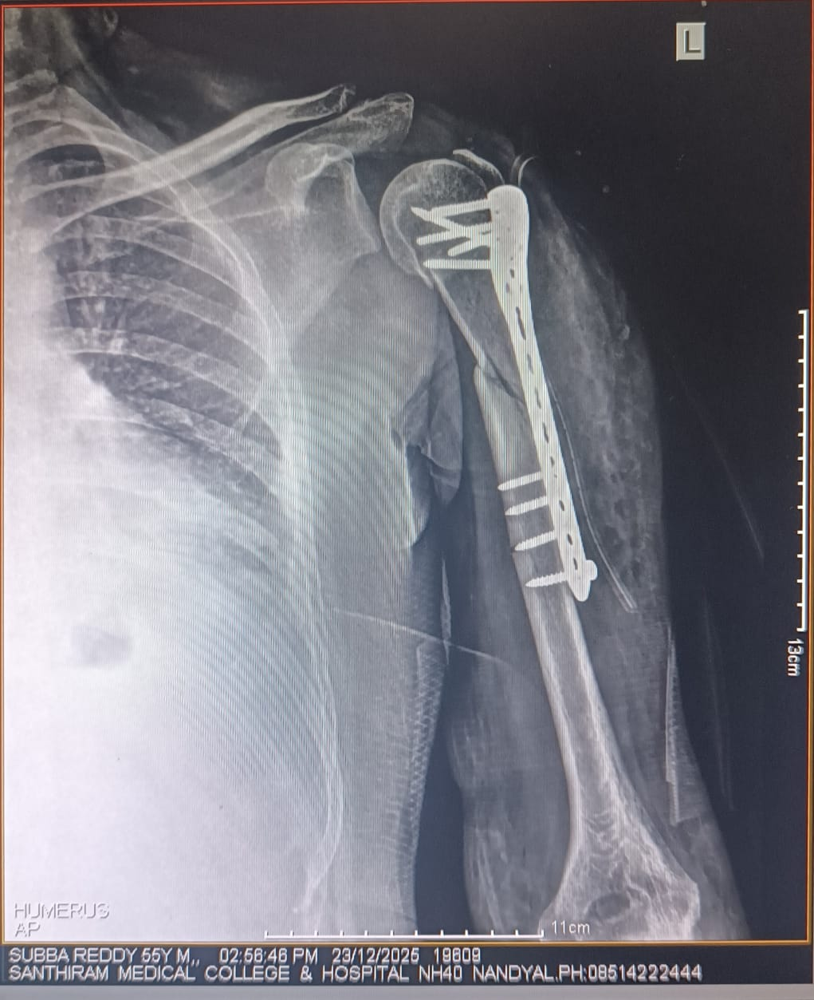 L
13cm
HUMERUS
AP
11cm
SUBBA REDDY 55Y M,, 02:56:46 PM 23/12/2025 19609
SANTHIRAM MEDICAL COLLEGE & HOSPITAL NH40 NANDYAL.PH:08514222444